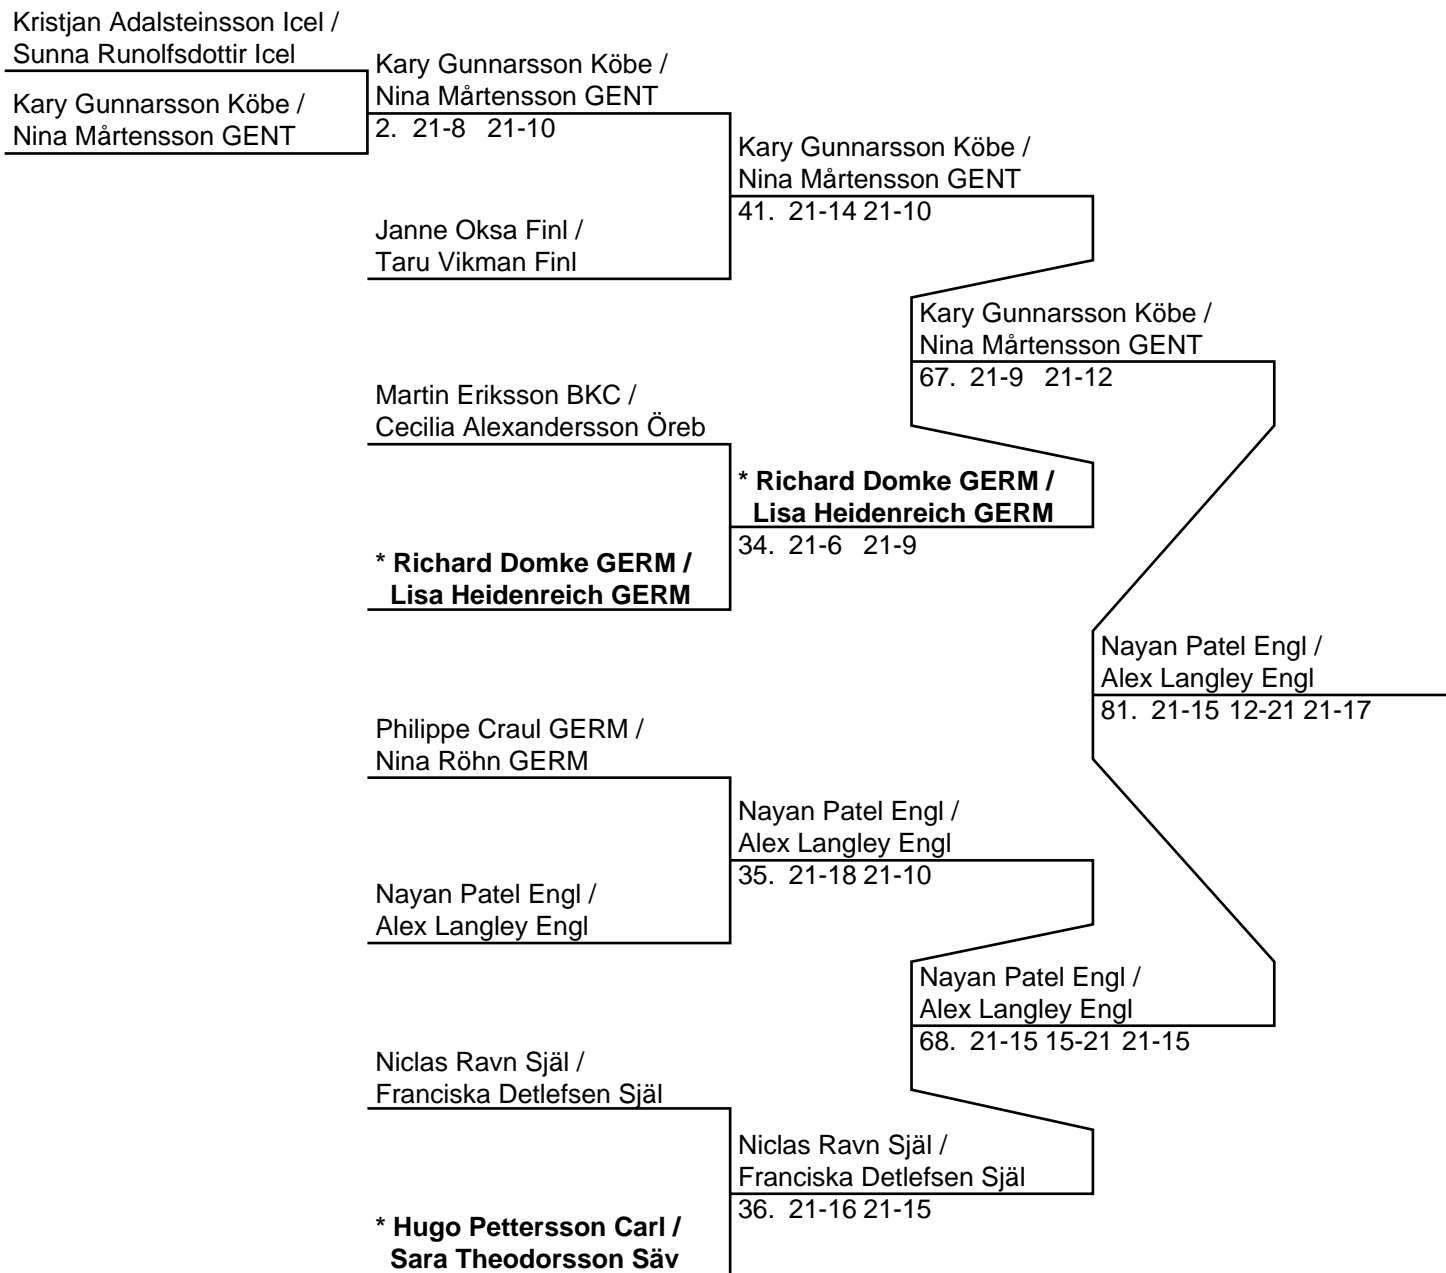 Kristjan Adalsteinsson Icel /
Sunna Runolfsdottir Icel
Kary Gunnarsson Köbe /
Nina Mårtensson GENT
Kary Gunnarsson Köbe /
Nina Mårtensson GENT
2. 21-8 21-10
Janne Oksa Finl /
Taru Vikman Finl
Kary Gunnarsson Köbe /
Nina Mårtensson GENT
41. 21-14 21-10
Martin Eriksson BKC /
Cecilia Alexandersson Öreb
* Richard Domke GERM /
Lisa Heidenreich GERM
* Richard Domke GERM /
Lisa Heidenreich GERM
34. 21-6 21-9
Kary Gunnarsson Köbe /
Nina Mårtensson GENT
67. 21-9 21-12
Philippe Craul GERM /
Nina Röhn GERM
Nayan Patel Engl /
Alex Langley Engl
Nayan Patel Engl /
Alex Langley Engl
35. 21-18 21-10
Niclas Ravn Själ /
Franciska Detlefsen Själ
* Hugo Pettersson Carl /
Sara Theodorsson Säv
Niclas Ravn Själ /
Franciska Detlefsen Själ
36. 21-16 21-15
Nayan Patel Engl /
Alex Langley Engl
68. 21-15 15-21 21-15
Nayan Patel Engl /
Alex Langley Engl
81. 21-15 12-21 21-17